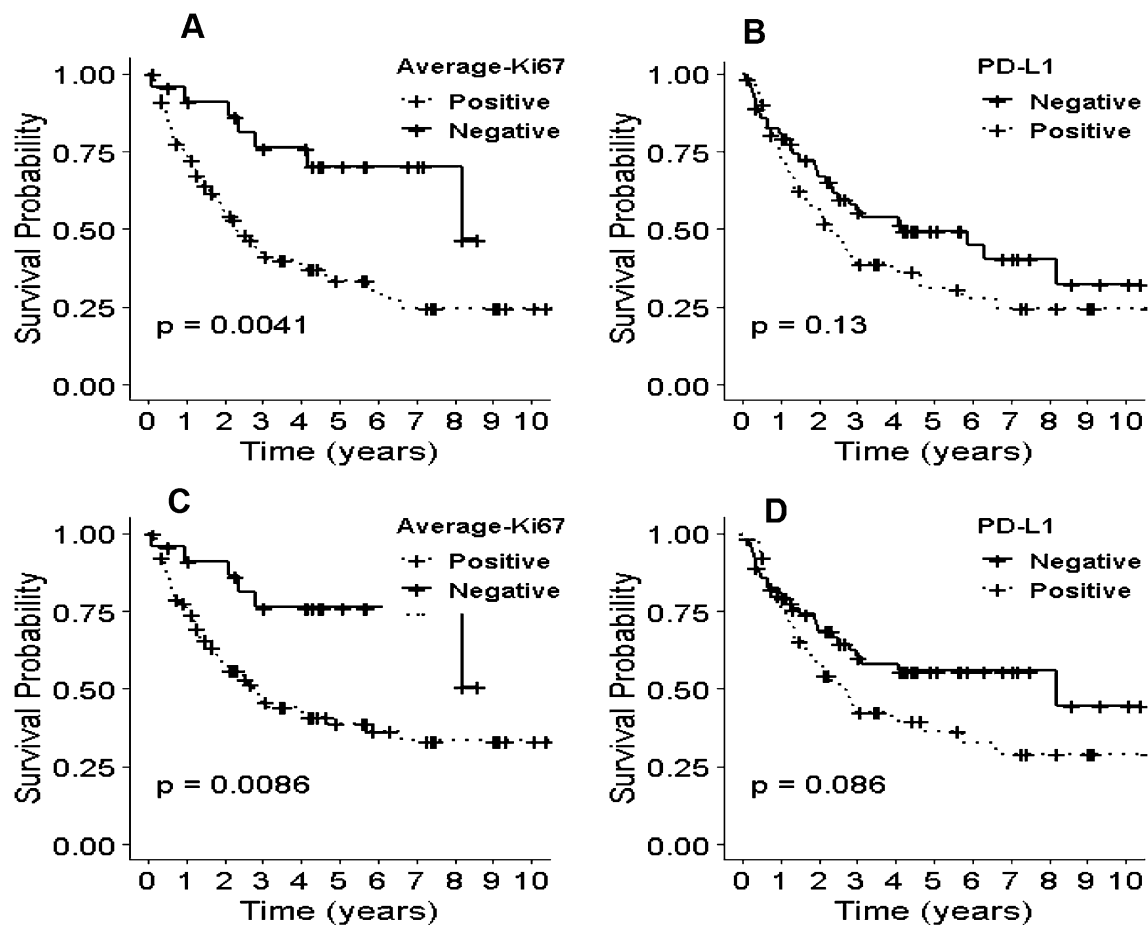 A
Average-Ki67
Positive
Negative
Survival Probability
1.00
0.75
0.50
0.25
0.00
p = 0.0041
0 1 2 3 4 5 6 7 8 9 10
Time (years)
B
PD-L1
Negative
Positive
Survival Probability
1.00
0.75
0.50
0.25
0.00
p = 0.13
0 1 2 3 4 5 6 7 8 9 10
Time (years)
C
Average-Ki67
Positive
Negative
Survival Probability
1.00
0.75
0.50
0.25
0.00
p = 0.0086
0 1 2 3 4 5 6 7 8 9 10
Time (years)
D
PD-L1
Negative
Positive
Survival Probability
1.00
0.75
0.50
0.25
0.00
p = 0.086
0 1 2 3 4 5 6 7 8 9 10
Time (years)